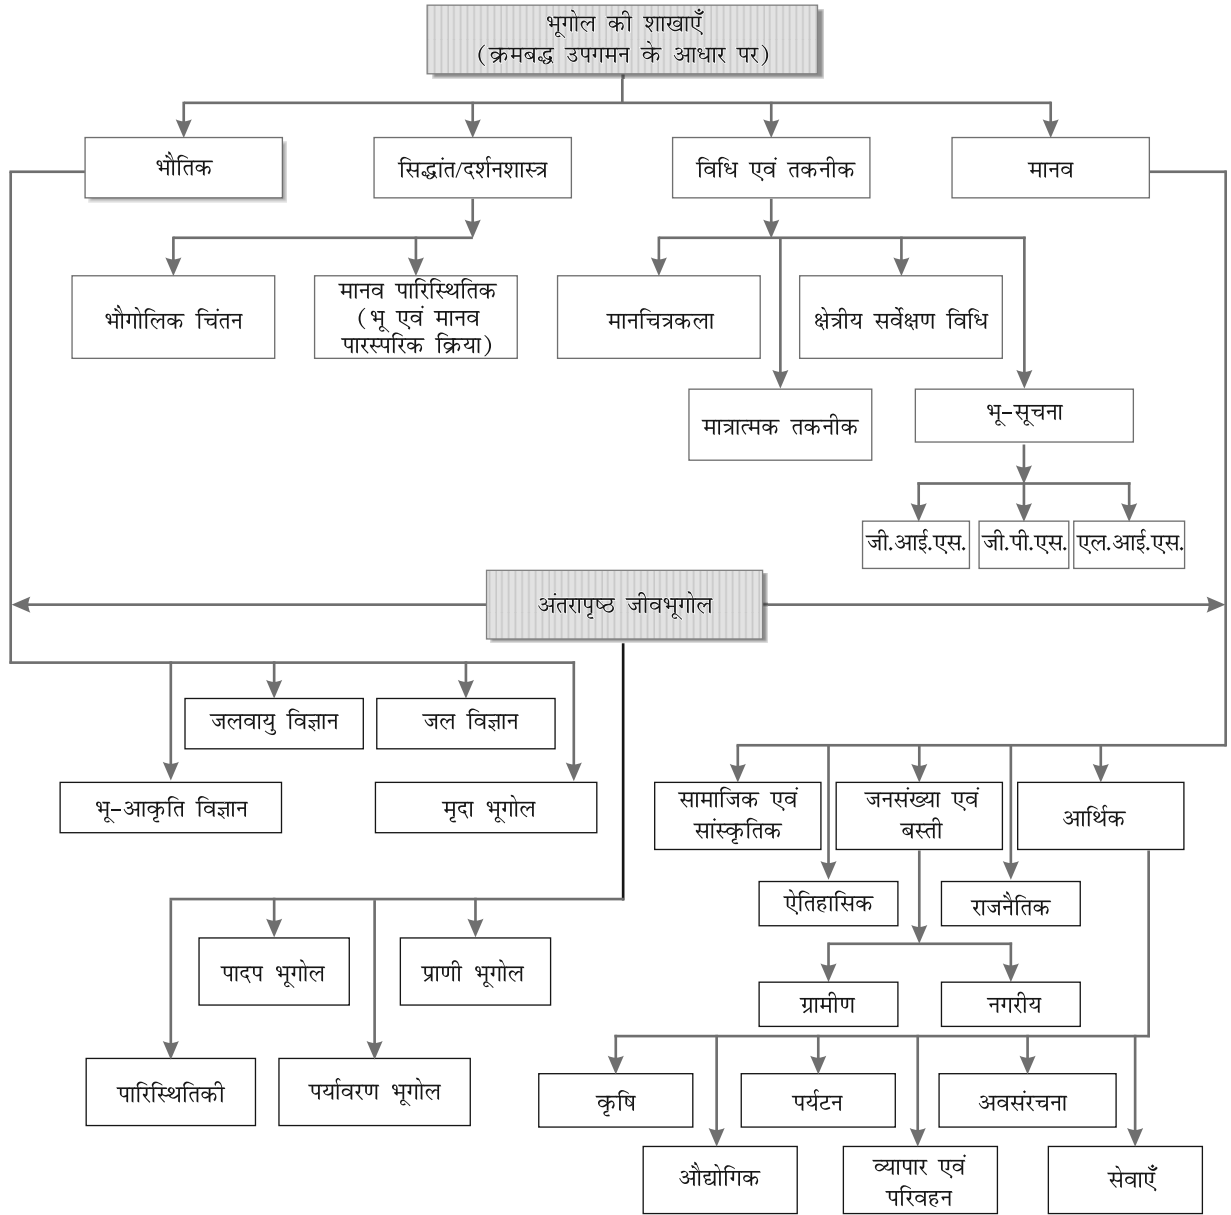 भूगोल की शाखाएँ
(क्रमबद्ध उपगमन के आधार पर)
भौतिक
सिद्धांत/दर्शनशास्त्र
विधि एवं तकनीक
मानव
भौगोलिक चिंतन
मानव पारिस्थितिक
(भू एवं मानव
पारस्परिक क्रिया)
मानचित्रकला
क्षेत्रीय सर्वेक्षण विधि
मात्रात्मक तकनीक
भू-सूचना
जी.आई.एस.
जी.पी.एस.
एल.आई.एस.
अंतरापृष्ठ जीवभूगोल
जलवायु विज्ञान
जल विज्ञान
भू-आकृति विज्ञान
मृदा भूगोल
सामाजिक एवं
सांस्कृतिक
जनसंख्या एवं
बस्ती
आर्थिक
ऐतिहासिक
राजनैतिक
पादप भूगोल
प्राणी भूगोल
ग्रामीण
नगरीय
पारिस्थितिकी
पर्यावरण भूगोल
कृषि
पर्यटन
अवसंरचना
औद्योगिक
व्यापार एवं
परिवहन
सेवाएँ